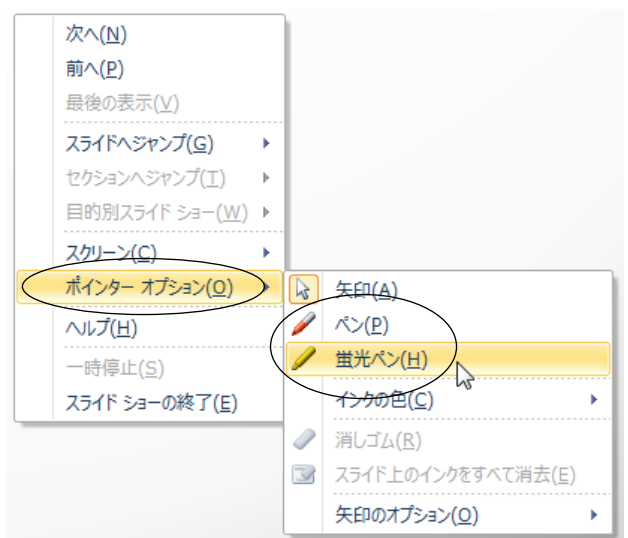 次へ(N)
前へ(P)
最後の表示(V)
スライドへジャンプ(G)
セクションへジャンプ(T)
目的別スライド ショー(W)
スクリーン(C)
ポインター オプション(O)
ヘルプ(H)
一時停止(S)
スライド ショーの終了(E)
矢印(A)
ペン(P)
蛍光ペン(H)
インクの色(C)
消しゴム(R)
スライド上のインクをすべて消去(E)
矢印のオプション(O)